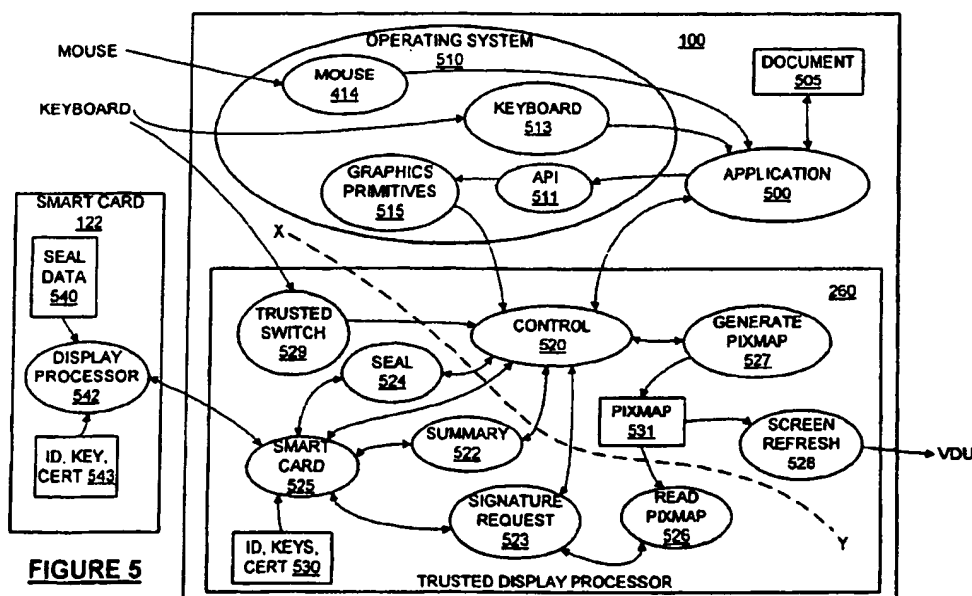 OPERATING SYSTEM
510
100
MOUSE
MOUSE
414
DOCUMENT
505
KEYBOARD
KEYBOARD
513
GRAPHICS
PRIMITIVES
515
API
511
APPLICATION
500
SMART CARD
122
SEAL
DATA
540
DISPLAY
PROCESSOR
542
ID, KEY,
CERT 543
X
260
TRUSTED
SWITCH
529
CONTROL
520
GENERATE
PIXMAP
527
SEAL
524
PIXMAP
531
SCREEN
REFRESH
528
VDU
SUMMARY
522
SMART
CARD
525
SIGNATURE
REQUEST
523
READ
PIXMAP
526
Y
ID, KEYS,
CERT 530
TRUSTED DISPLAY PROCESSOR
FIGURE 5